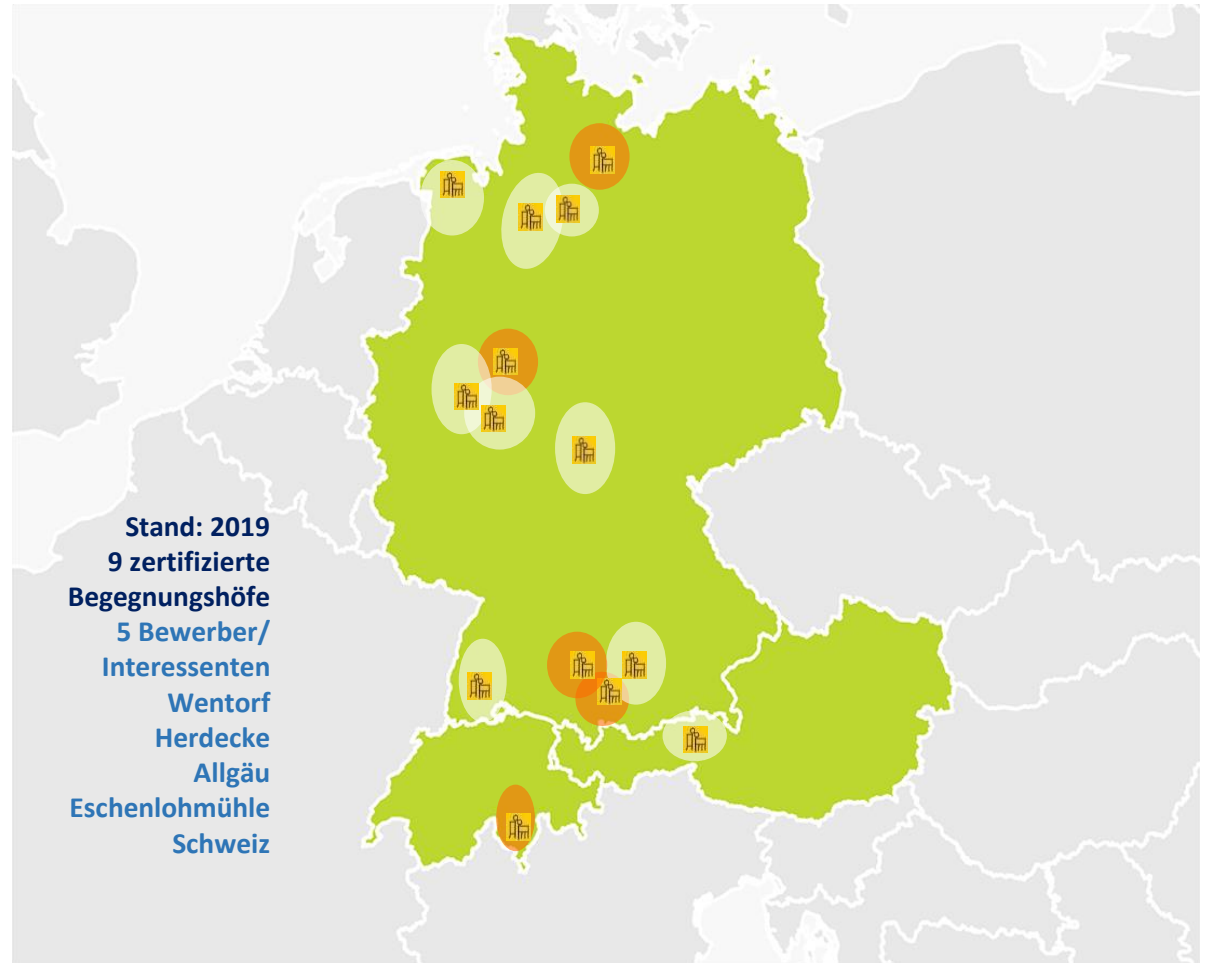 Stand: 2019
9 zertifizierte
Begegnungshöfe
5 Bewerber/
Interessenten
Wentorf
Herdecke
Allgäu
Eschenlohmühle
Schweiz